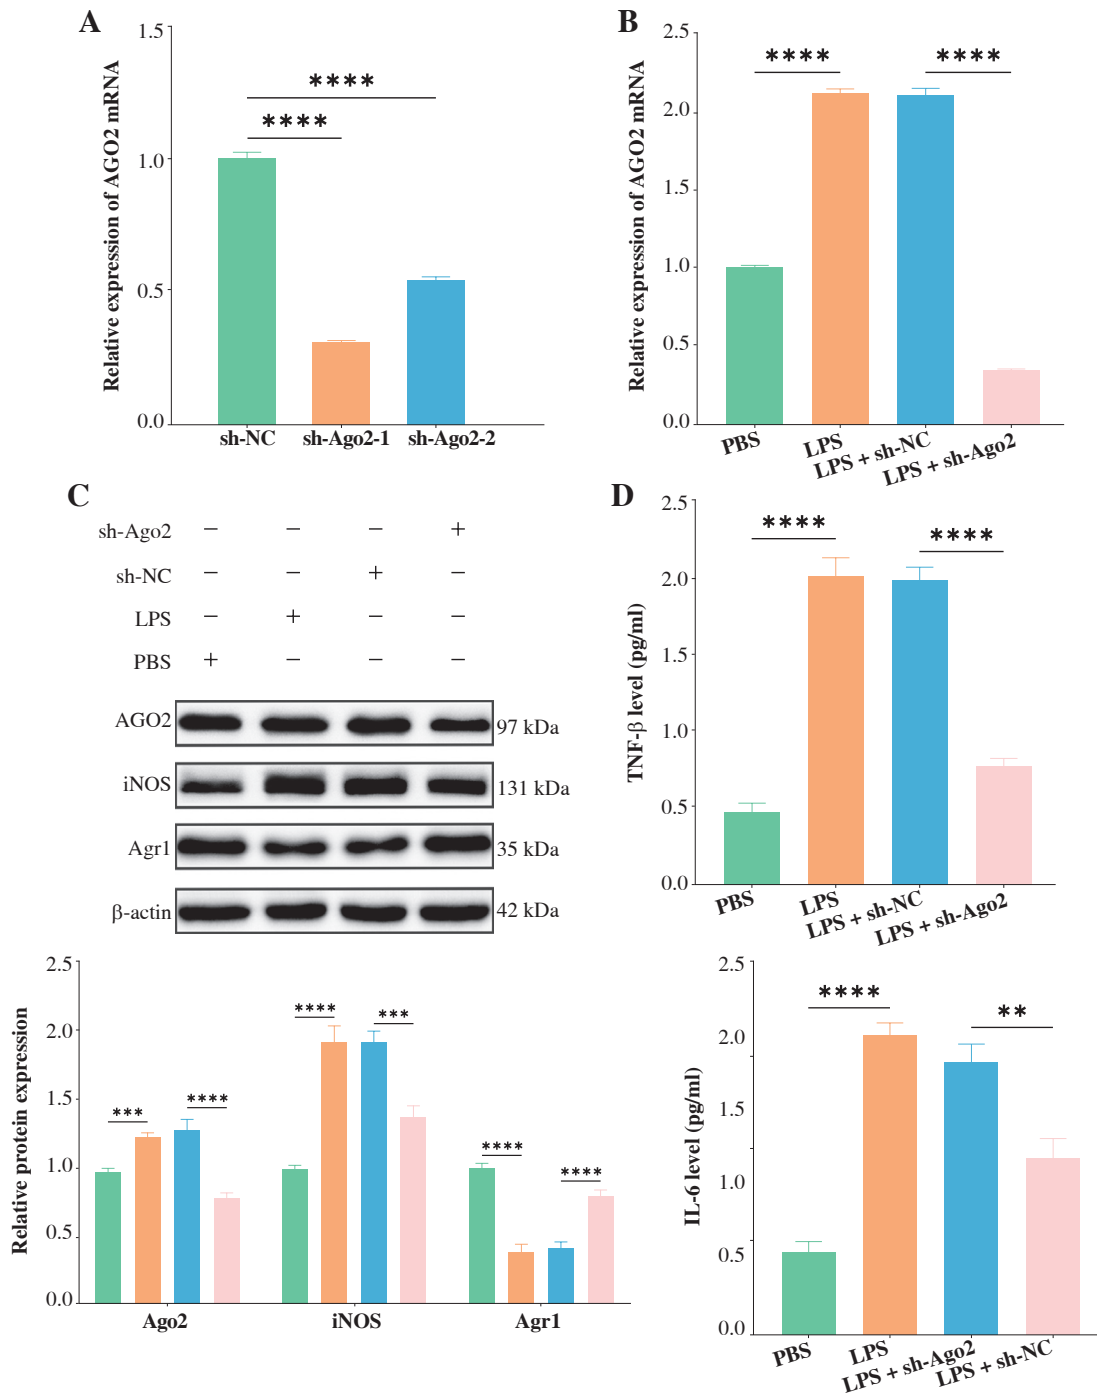 A
Relative expression of AGO2 mRNA
1.5
1.0
0.5
0.0
****
****
sh-NC
sh-Ago2-1
sh-Ago2-2
B
Relative expression of AGO2 mRNA
2.5
2.0
1.5
1.0
0.5
0.0
****
****
PBS
LPS
LPS + sh-NC
LPS + sh-Ago2
C
sh-Ago2 − − − +
sh-NC − − + −
LPS − + − −
PBS + − − −
AGO2 97 kDa
iNOS 131 kDa
Agr1 35 kDa
β-actin 42 kDa
Relative protein expression
2.5
2.0
1.5
1.0
0.5
0.0
***
****
****
***
****
****
Ago2
iNOS
Agr1
D
TNF-β level (pg/ml)
2.5
2.0
1.5
1.0
0.5
0.0
****
****
PBS
LPS
LPS + sh-NC
LPS + sh-Ago2
IL-6 level (pg/ml)
2.5
2.0
1.5
1.0
0.5
0.0
****
**
PBS
LPS
LPS + sh-Ago2
LPS + sh-NC